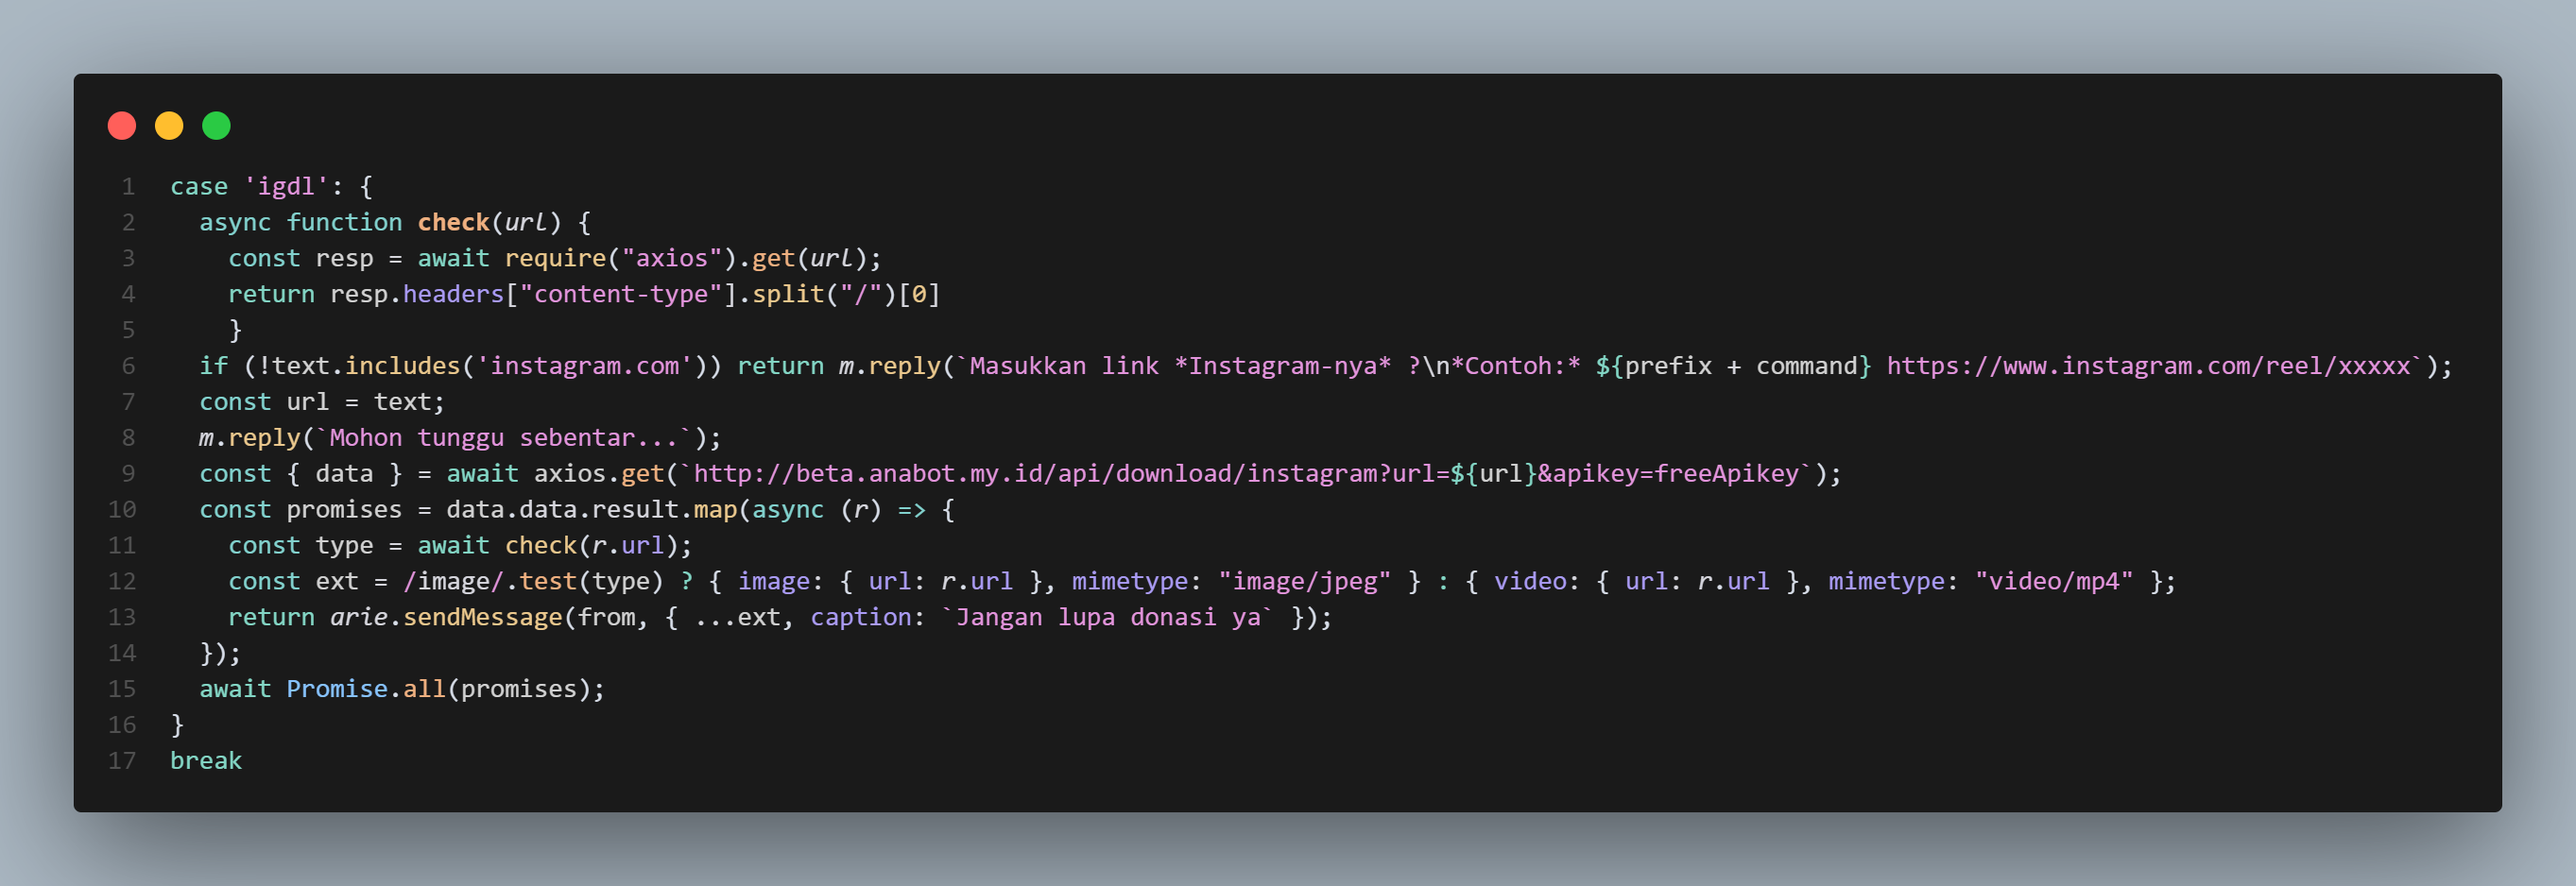 1 case 'igdl': {
2   async function check(url) {
3     const resp = await require("axios").get(url);
4     return resp.headers["content-type"].split("/")[0]
5     }
6   if (!text.includes('instagram.com')) return m.reply(`Masukkan link *Instagram-nya* ?\n*Contoh:* ${prefix + command} https://www.instagram.com/reel/xxxxx`);
7   const url = text;
8   m.reply(`Mohon tunggu sebentar...`);
9   const { data } = await axios.get(`http://beta.anabot.my.id/api/download/instagram?url=${url}&apikey=freeApikey`);
10   const promises = data.data.result.map(async (r) => {
11     const type = await check(r.url);
12     const ext = /image/.test(type) ? { image: { url: r.url }, mimetype: "image/jpeg" } : { video: { url: r.url }, mimetype: "video/mp4" };
13     return arie.sendMessage(from, { ...ext, caption: `Jangan lupa donasi ya` });
14   });
15   await Promise.all(promises);
16 }
17 break